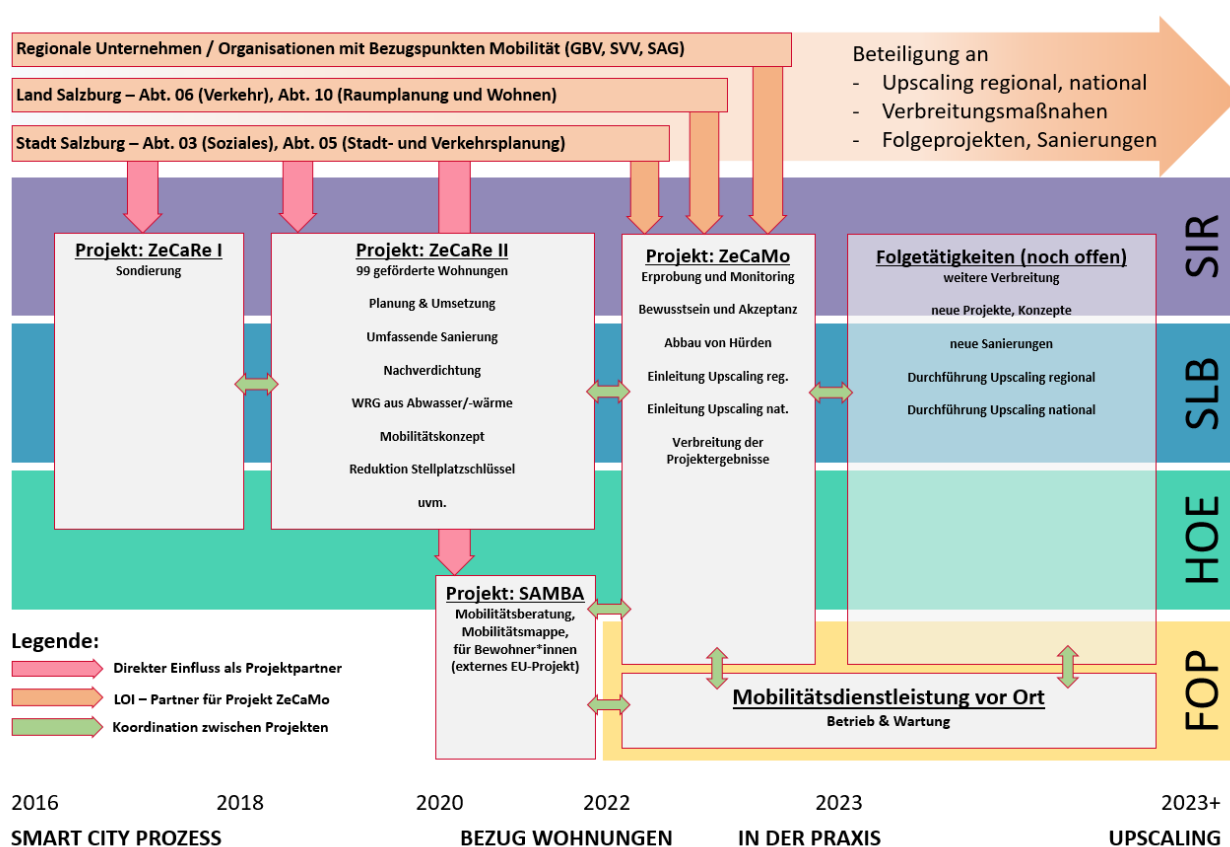 Regionale Unternehmen / Organisationen mit Bezugspunkten Mobilität (GBV, SVV, SAG)
Land Salzburg – Abt. 06 (Verkehr), Abt. 10 (Raumplanung und Wohnen)
Stadt Salzburg – Abt. 03 (Soziales), Abt. 05 (Stadt- und Verkehrsplanung)
Beteiligung an
- Upscaling regional, national
- Verbreitungsmaßnahen
- Folgeprojekten, Sanierungen
SIR
SLB
HOE
FOP
Projekt: ZeCaRe I
Sondierung
Projekt: ZeCaRe II
99 geförderte Wohnungen
Planung & Umsetzung
Umfassende Sanierung
Nachverdichtung
WRG aus Abwasser/-wärme
Mobilitätskonzept
Reduktion Stellplatzschlüssel
uvm.
Projekt: ZeCaMo
Erprobung und Monitoring
Bewusstsein und Akzeptanz
Abbau von Hürden
Einleitung Upscaling reg.
Einleitung Upscaling nat.
Verbreitung der
Projektergebnisse
Folgetätigkeiten (noch offen)
weitere Verbreitung
neue Projekte, Konzepte
neue Sanierungen
Durchführung Upscaling regional
Durchführung Upscaling national
Projekt: SAMBA
Mobilitätsberatung,
Mobilitätsmappe,
für Bewohner*innen
(externes EU-Projekt)
Mobilitätsdienstleistung vor Ort
Betrieb & Wartung
Legende:
Direkter Einfluss als Projektpartner
LOI – Partner für Projekt ZeCaMo
Koordination zwischen Projekten
2016 2018 2020 2022 2023 2023+
SMART CITY PROZESS BEZUG WOHNUNGEN IN DER PRAXIS UPSCALING